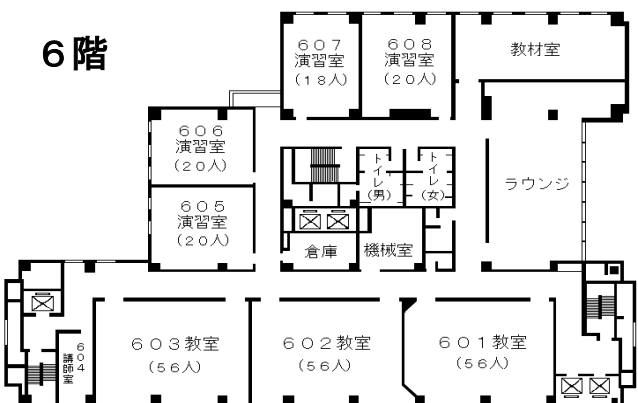 ６階
６０７
演習室
（１８人）
６０８
演習室
（２０人）
教材室
６０６
演習室
（２０人）
トイレ
（男）
トイレ
（女）
ラウンジ
６０５
演習室
（２０人）
倉庫
機械室
６０４
講師室
６０３教室
（５６人）
６０２教室
（５６人）
６０１教室
（５６人）